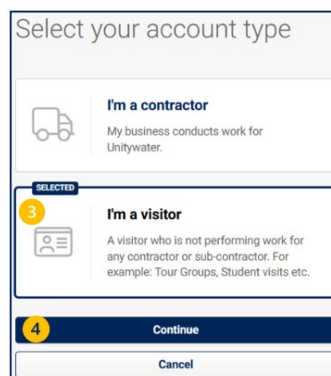 Select your account type
I'm a contractor
My business conducts work for
Unitywater.
SELECTED
3
I'm a visitor
A visitor who is not performing work for
any contractor or sub-contractor. For
example: Tour Groups, Student visits etc.
4
Continue
Cancel